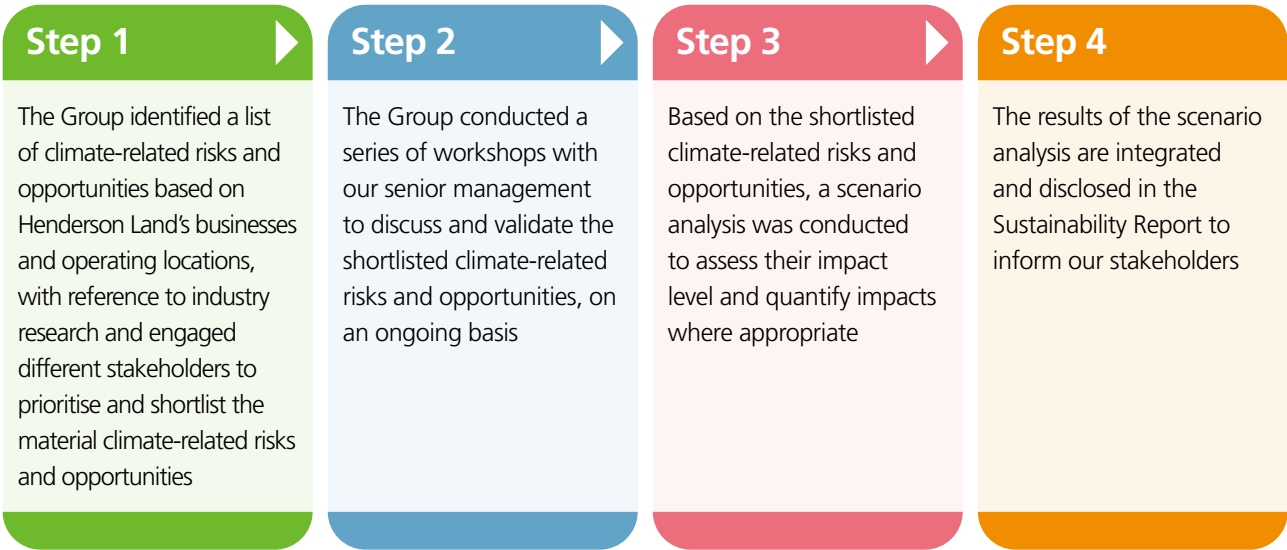 Step 1
The Group identified a list
of climate-related risks and
opportunities based on
Henderson Land's businesses
and operating locations,
with reference to industry
research and engaged
different stakeholders to
prioritise and shortlist the
material climate-related risks
and opportunities
Step 2
The Group conducted a
series of workshops with
our senior management
to discuss and validate the
shortlisted climate-related
risks and opportunities, on
an ongoing basis
Step 3
Based on the shortlisted
climate-related risks and
opportunities, a scenario
analysis was conducted
to assess their impact
level and quantify impacts
where appropriate
Step 4
The results of the scenario
analysis are integrated
and disclosed in the
Sustainability Report to
inform our stakeholders